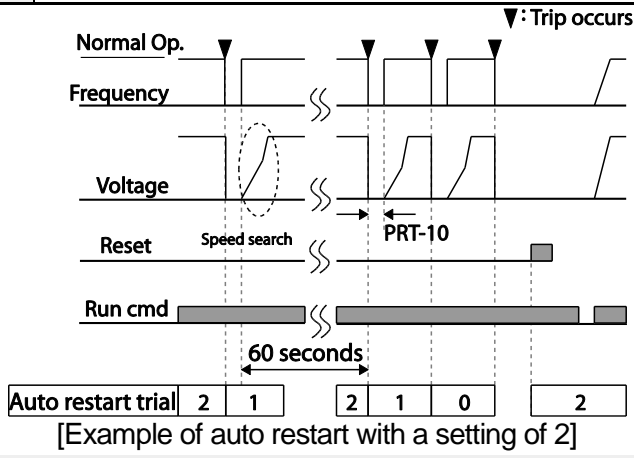 ▼: Trip occurs
Normal Op.
Frequency
Voltage
PRT-10
Speed search
Reset
Run cmd
60 seconds
Auto restart trial 2 1 2 1 0 2
[Example of auto restart with a setting of 2]